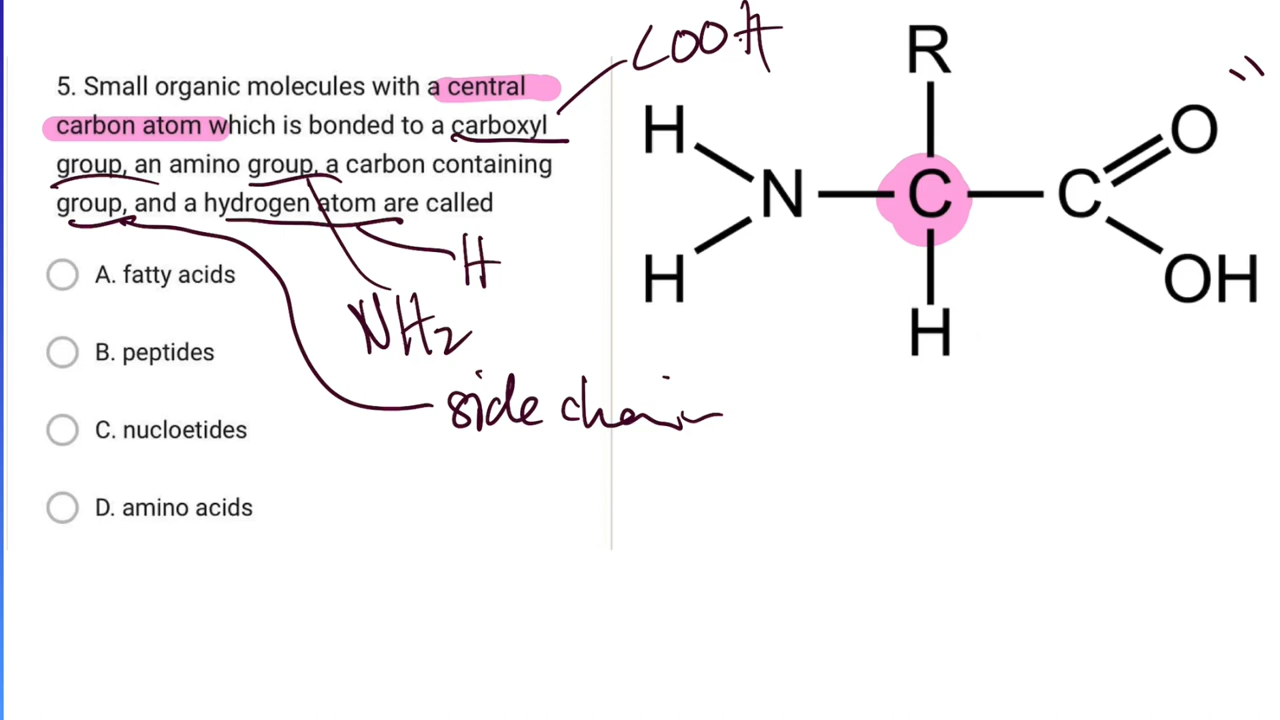 COOH
5. Small organic molecules with a central
carbon atom which is bonded to a carboxyl
group, an amino group, a carbon containing
group, and a hydrogen atom are called
H
NH2
side chain
A. fatty acids
B. peptides
C. nucloetides
D. amino acids
R
H
O
N
C
C
H
OH
H